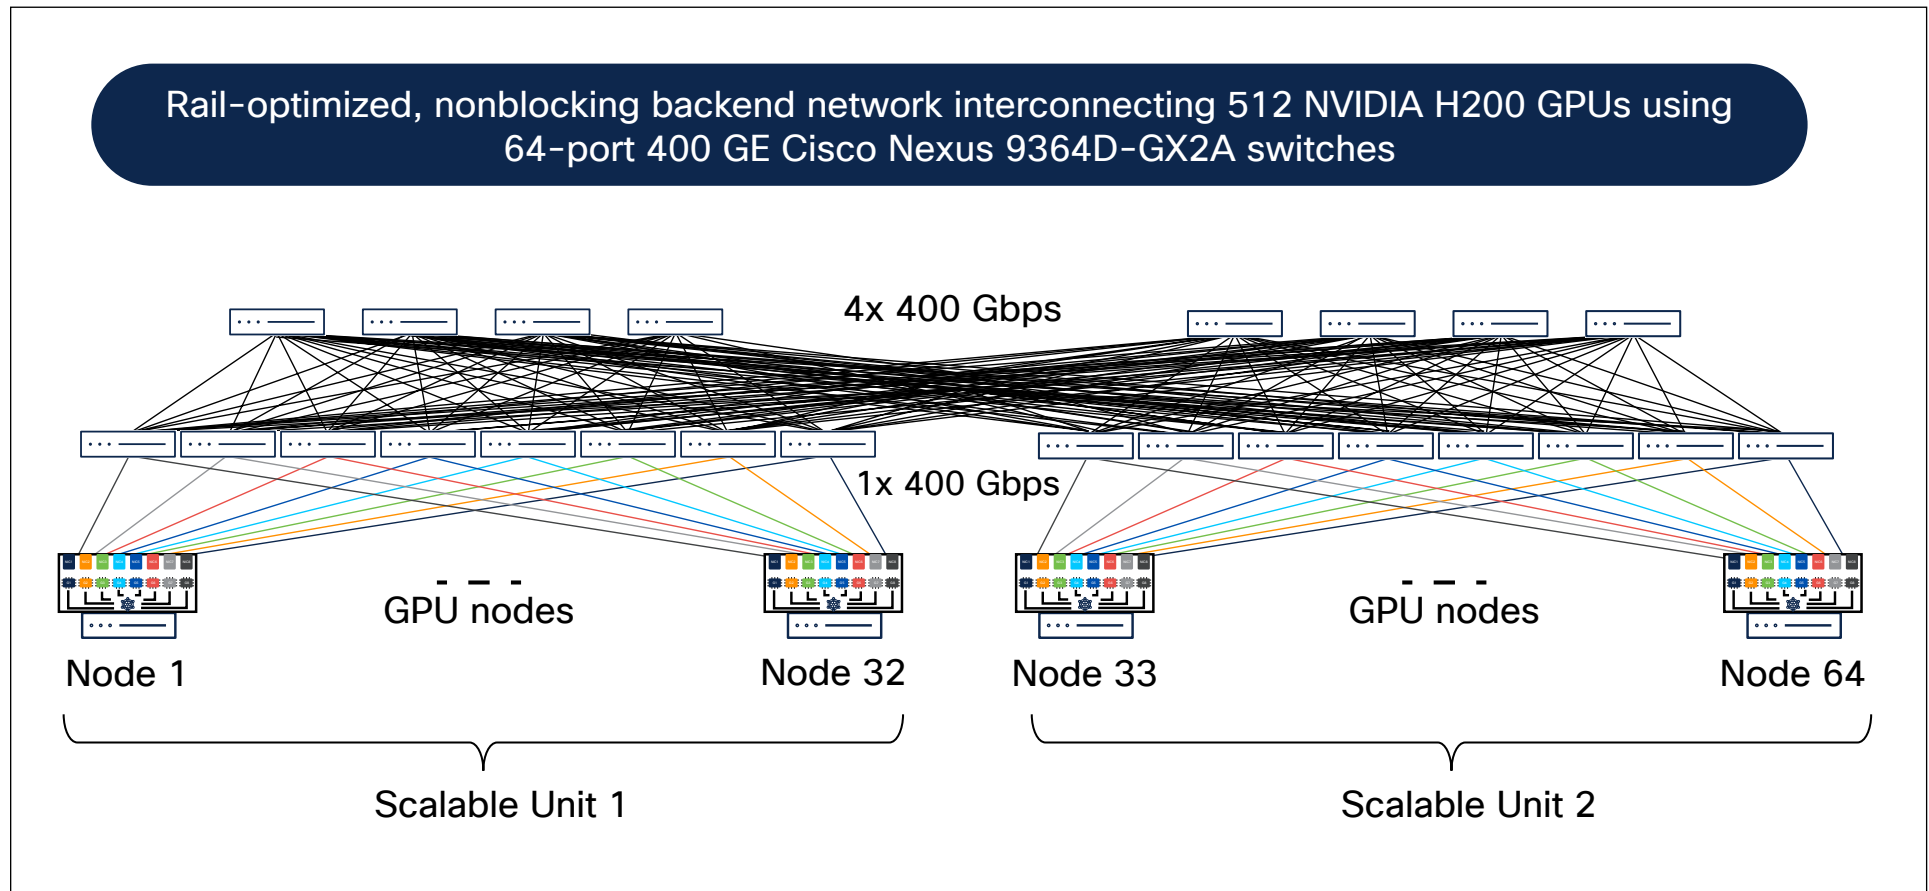 Rail-optimized, nonblocking backend network interconnecting 512 NVIDIA H200 GPUs using
64-port 400 GE Cisco Nexus 9364D-GX2A switches
4x 400 Gbps
1x 400 Gbps
GPU nodes
GPU nodes
Node 1
Node 32
Node 33
Node 64
Scalable Unit 1
Scalable Unit 2